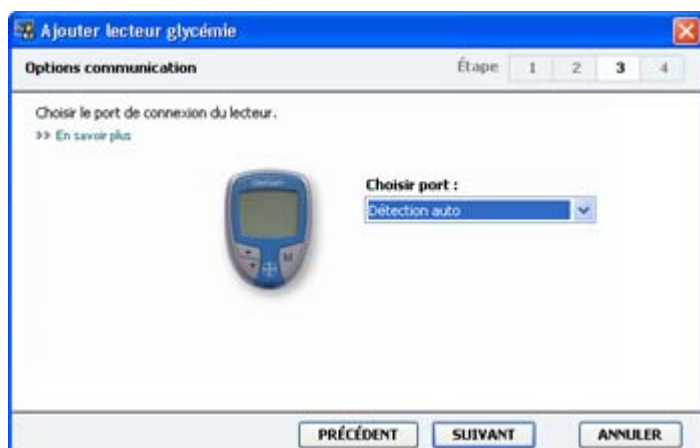 Ajouter lecteur glycémie
Options communication
Étape 1 2 3 4
Choisir le port de connexion du lecteur.
>> En savoir plus
Choisir port :
Détection auto
M
PRÉCÉDENT SUIVANT ANNULER